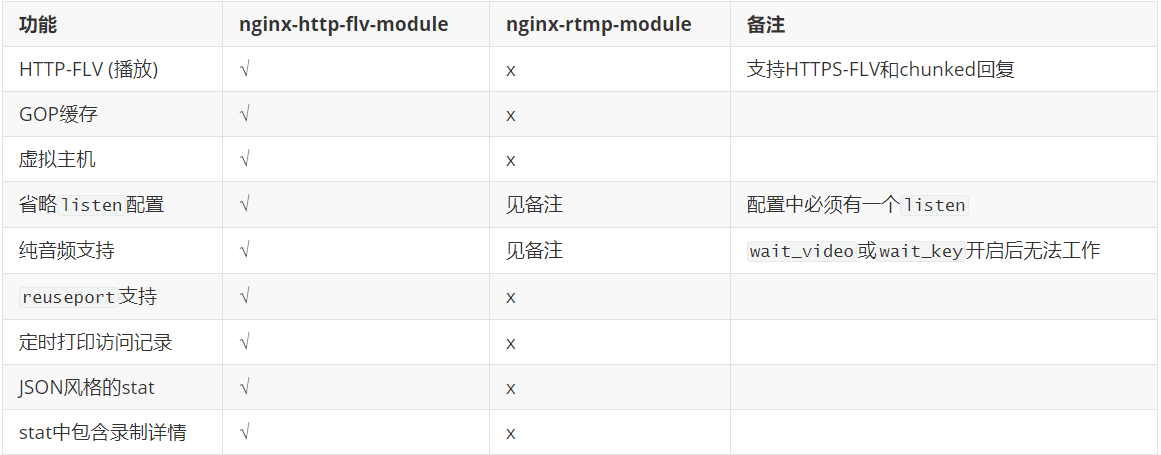 功能 nginx-http-flv-module nginx-rtmp-module 备注
HTTP-FLV (播放) √ x 支持HTTPS-FLV和chunked回复
GOP缓存 √ x
虚拟主机 √ x
省略listen配置 √ 见备注 配置中必须有一个listen
纯音频支持 √ 见备注 wait_video或wait_key开启后无法工作
reuseport支持 √ x
定时打印访问记录 √ x
JSON风格的stat √ x
stat中包含录制详情 √ x